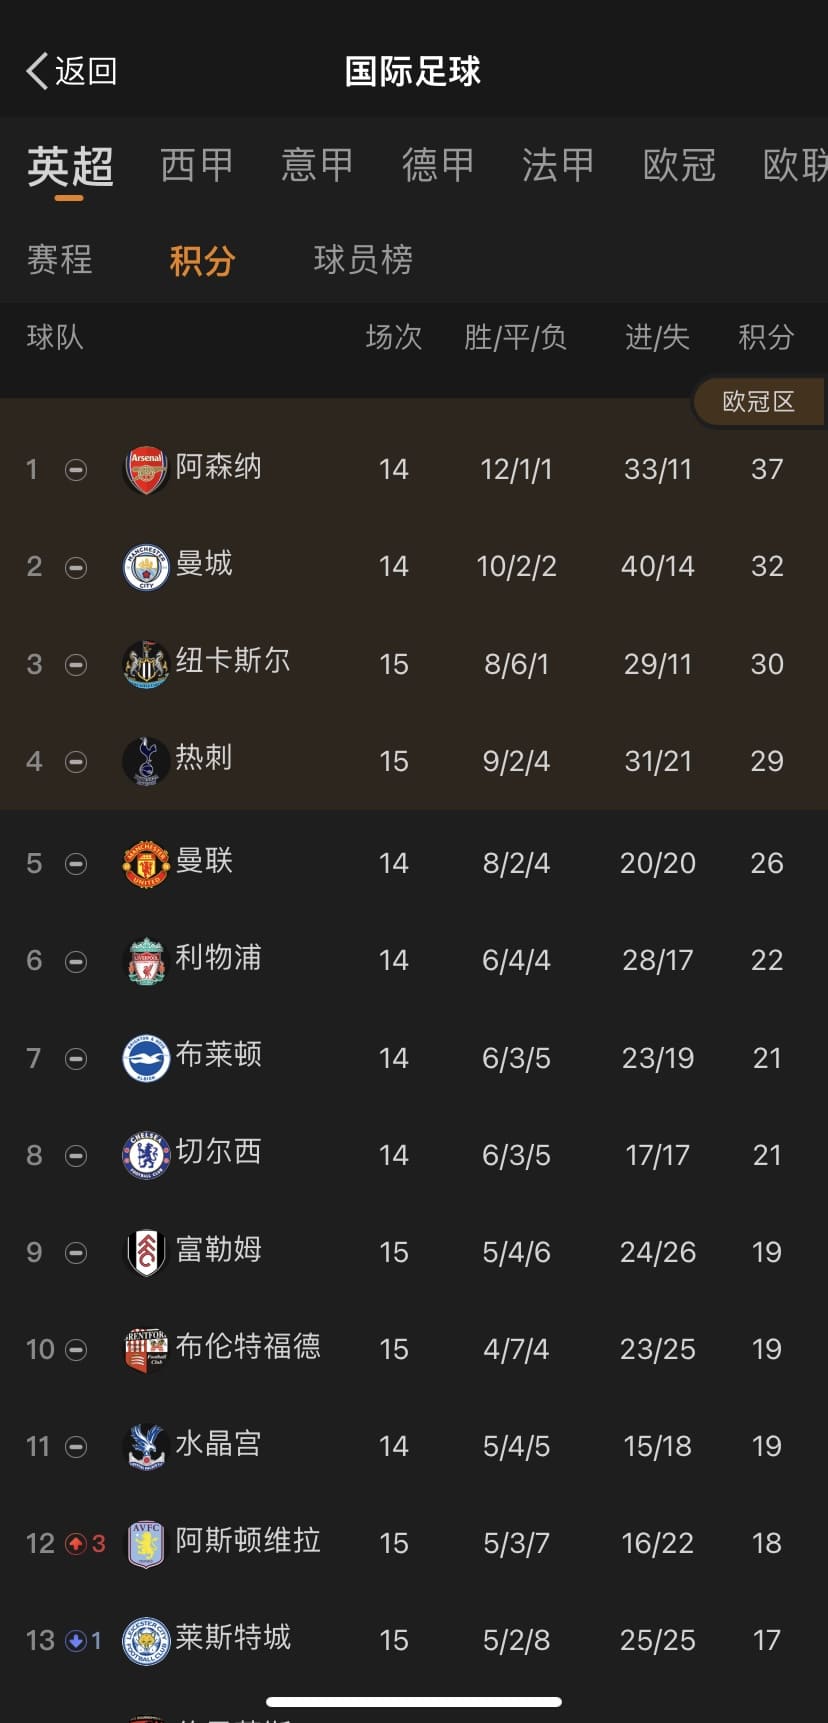 返回 国际足球
英超 西甲 意甲 德甲 法甲 欧冠 欧联
赛程 积分 球员榜
球队 场次 胜/平/负 进/失 积分
欧冠区
1 阿森纳 14 12/1/1 33/11 37
2 曼城 14 10/2/2 40/14 32
3 纽卡斯尔 15 8/6/1 29/11 30
4 热刺 15 9/2/4 31/21 29
5 曼联 14 8/2/4 20/20 26
6 利物浦 14 6/4/4 28/17 22
7 布莱顿 14 6/3/5 23/19 21
8 切尔西 14 6/3/5 17/17 21
9 富勒姆 15 5/4/6 24/26 19
10 布伦特福德 15 4/7/4 23/25 19
11 水晶宫 14 5/4/5 15/18 19
12 3 阿斯顿维拉 15 5/3/7 16/22 18
13 1 莱斯特城 15 5/2/8 25/25 17